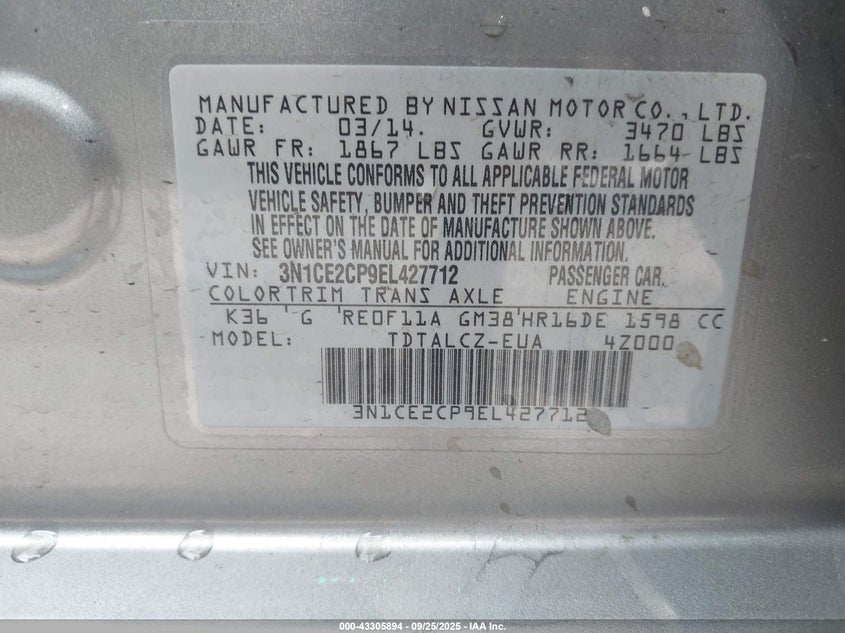 MANUFACTURED BY NISSAN MOTOR CO., LTD.
DATE: 03/14. GVWR: 3470 LBS
GAWR FR: 1867 LBS GAWR RR: 1664 LBS
THIS VEHICLE CONFORMS TO ALL APPLICABLE FEDERAL MOTOR
VEHICLE SAFETY, BUMPER AND THEFT PREVENTION STANDARDS
IN EFFECT ON THE DATE OF MANUFACTURE SHOWN ABOVE.
SEE OWNER'S MANUAL FOR ADDITIONAL INFORMATION.
VIN: 3N1CE2CP9EL427712 PASSENGER CAR.
COLORTRIM TRANS AXLE ENGINE
K36 ' G 'RE0F11A GM38'HR16DE 1598 CC
MODEL: TDTALCZ-EUA 4Z000
3N1CE2CP9EL427712
000-43305894 - 09/25/2025 - IAA Inc.